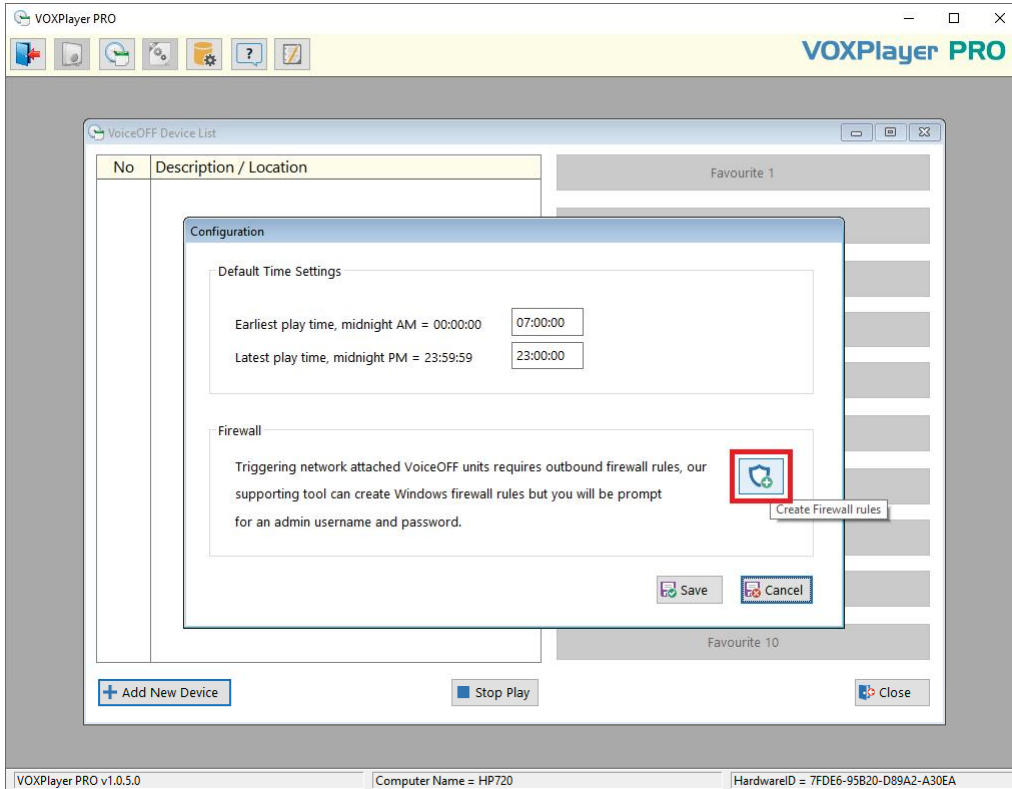 VOXPlayer PRO
?
VOXPlayer PRO
VoiceOFF Device List
No Description / Location
Favourite 1
Configuration
Default Time Settings
Earliest play time, midnight AM = 00:00:00 07:00:00
Latest play time, midnight PM = 23:59:59 23:00:00
Firewall
Triggering network attached VoiceOFF units requires outbound firewall rules, our
supporting tool can create Windows firewall rules but you will be prompt
for an admin username and password.
Create Firewall rules
Save Cancel
Favourite 10
Add New Device Stop Play Close
VOXPlayer PRO v1.0.5.0 Computer Name = HP720 HardwareID = 7FDE6-95B20-D89A2-A30EA